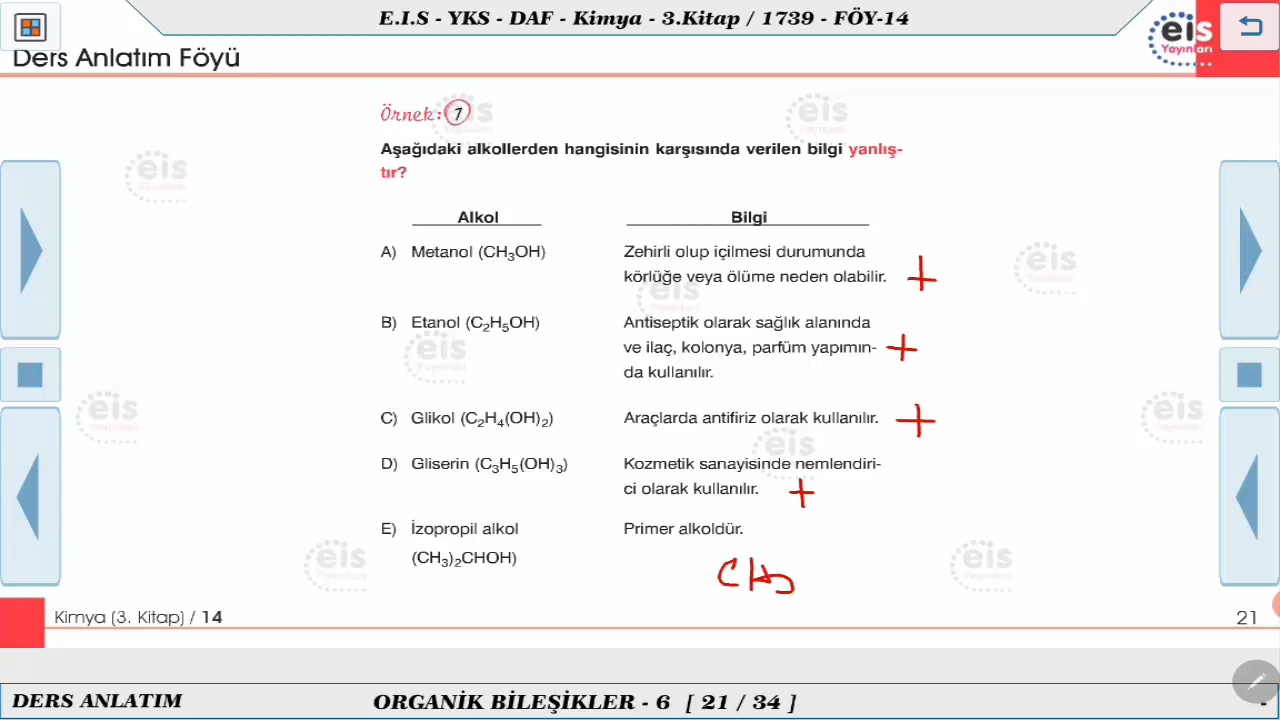 E.I.S - YKS - DAF - Kimya - 3.Kitap / 1739 - FÖY-14
Ders Anlatım Föyü
eis
Yayınları
Örnek: 7
Aşağıdaki alkollerden hangisinin karşısında verilen bilgi yanlış-
tır?
Alkol Bilgi
A) Metanol (CH₃OH) Zehirli olup içilmesi durumunda
körlüğe veya ölüme neden olabilir. +
B) Etanol (C₂H₅OH) Antiseptik olarak sağlık alanında
ve ilaç, kolonya, parfüm yapımın- +
da kullanılır.
C) Glikol (C₂H₄(OH)₂) Araçlarda antifiriz olarak kullanılır. +
D) Gliserin (C₃H₅(OH)₃) Kozmetik sanayisinde nemlendiri-
ci olarak kullanılır. +
E) İzopropil alkol Primer alkoldür.
(CH₃)₂CHOH)
CH₃
Kimya (3. Kitap) / 14
21
DERS ANLATIM
ORGANİK BİLEŞİKLER - 6 [ 21 / 34 ]